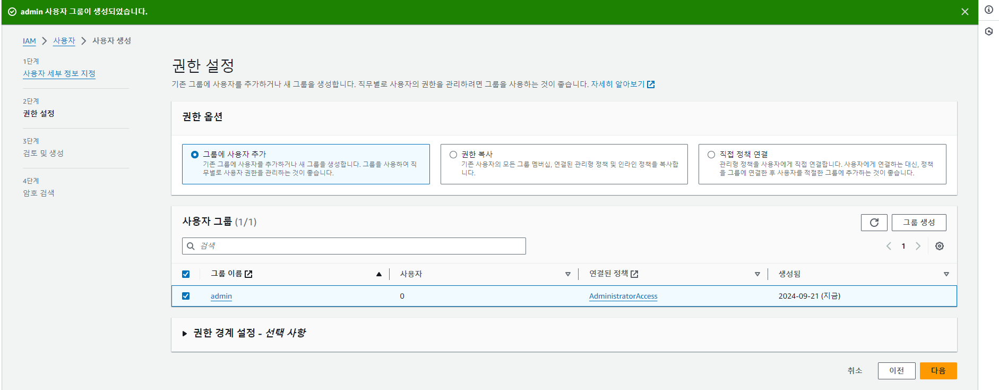 admin 사용자 그룹이 생성되었습니다.
IAM > 사용자 > 사용자 생성
1단계
사용자 세부 정보 지정
2단계
권한 설정
3단계
검토 및 생성
4단계
암호 검색
권한 설정
기존 그룹에 사용자를 추가하거나 새 그룹을 생성합니다. 직무별로 사용자의 권한을 관리하려면 그룹을 사용하는 것이 좋습니다. 자세히 알아보기
권한 옵션
그룹에 사용자 추가
기존 그룹에 사용자를 추가하거나 새 그룹을 생성합니다. 그룹을 사용하여 직
무별로 사용자 권한을 관리하는 것이 좋습니다.
권한 복사
기존 사용자의 모든 그룹 멤버십, 연결된 관리형 정책 및 인라인 정책을 복사합
니다.
직접 정책 연결
관리형 정책을 사용자에게 직접 연결합니다. 사용자에게 연결하는 대신, 정책
을 그룹에 연결한 후 사용자를 적절한 그룹에 추가하는 것이 좋습니다.
사용자 그룹 (1/1)
그룹 생성
검색
1
그룹 이름 사용자 연결된 정책 생성됨
admin 0 AdministratorAccess 2024-09-21 (지금)
권한 경계 설정 - 선택 사항
취소 이전 다음